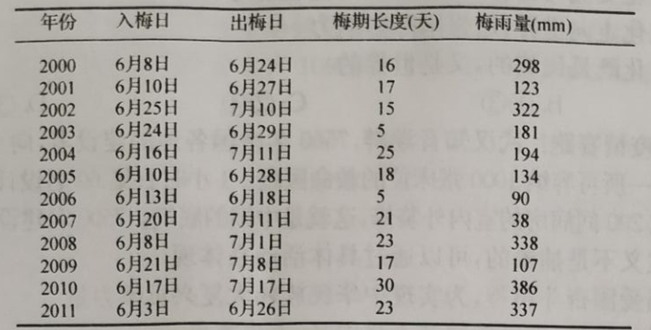 年份 入梅日 出梅日 梅期长度(天) 梅雨量(mm)
2000 6月8日 6月24日 16 298
2001 6月10日 6月27日 17 123
2002 6月25日 7月10日 15 322
2003 6月24日 6月29日 5 181
2004 6月16日 7月11日 25 194
2005 6月10日 6月28日 18 134
2006 6月13日 6月18日 5 90
2007 6月20日 7月11日 21 438
2008 6月8日 7月1日 23 338
2009 6月21日 7月8日 17 107
2010 6月17日 7月17日 30 386
2011 6月3日 6月26日 23 337